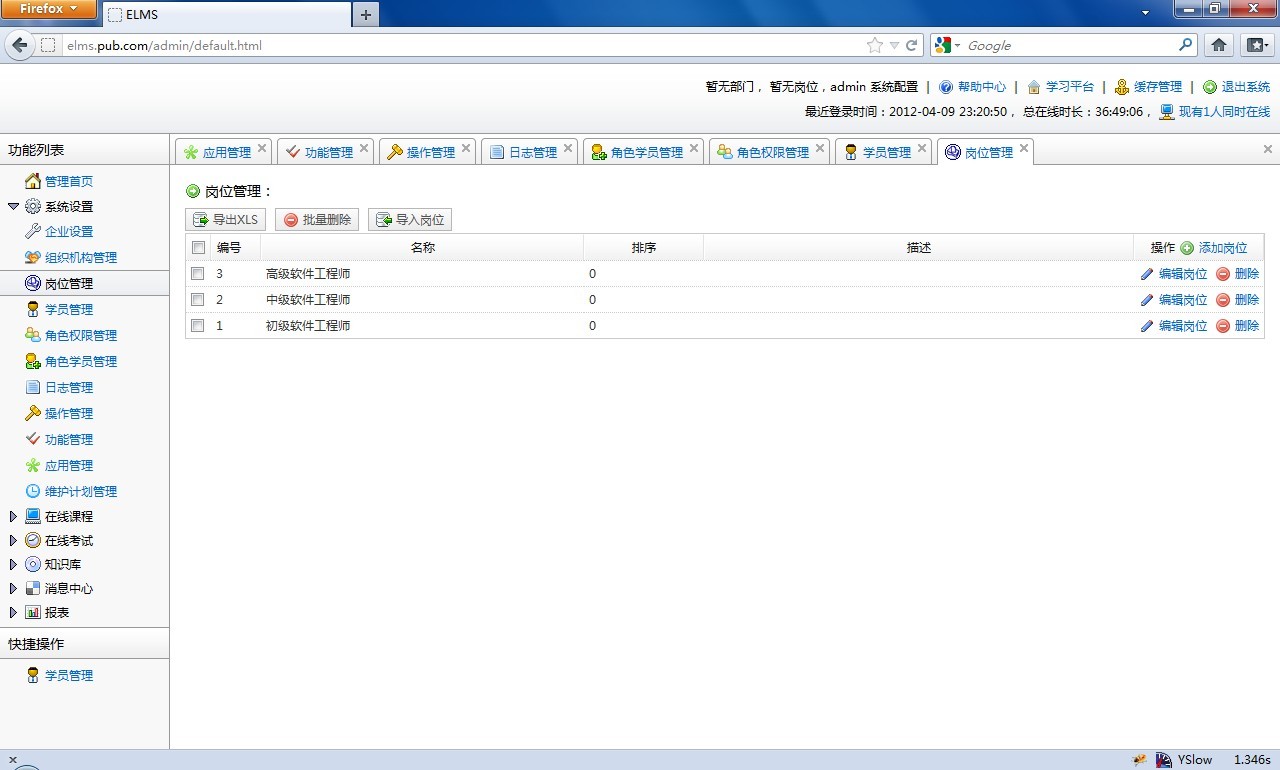 Firefox
ELMS
elms.pub.com/admin/default.html
Google
暂无部门， 暂无岗位，admin 系统配置 | 帮助中心 | 学习平台 | 缓存管理 | 退出系统
最近登录时间：2012-04-09 23:20:50， 总在线时长：36:49:06， 现有1人同时在线
功能列表
管理首页
系统设置
企业设置
组织机构管理
岗位管理
学员管理
角色权限管理
角色学员管理
日志管理
操作管理
功能管理
应用管理
维护计划管理
在线课程
在线考试
知识库
消息中心
报表
快捷操作
学员管理
应用管理 功能管理 操作管理 日志管理 角色学员管理 角色权限管理 学员管理 岗位管理
岗位管理：
导出XLS 批量删除 导入岗位
编号 名称 排序 描述 操作 添加岗位
3 高级软件工程师 0 编辑岗位 删除
2 中级软件工程师 0 编辑岗位 删除
1 初级软件工程师 0 编辑岗位 删除
YSlow 1.346s